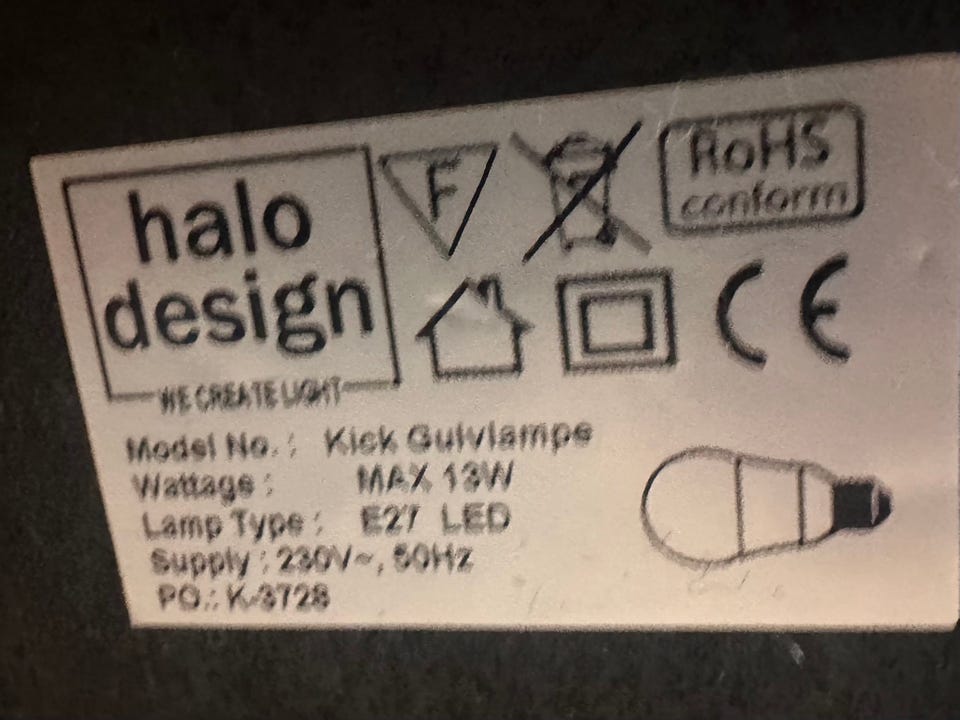 halo
design
WE CREATE LIGHT
F
RoHS
conform
CE
Model No.: Kick Gulvlampe
Wattage: MAX 13W
Lamp Type: E27 LED
Supply: 230V~, 50Hz
PO.: K-3728